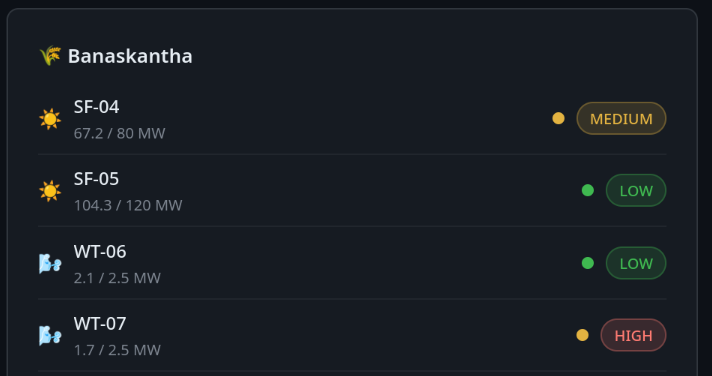 Banaskantha
SF-04
67.2 / 80 MW
MEDIUM
SF-05
104.3 / 120 MW
LOW
WT-06
2.1 / 2.5 MW
LOW
WT-07
1.7 / 2.5 MW
HIGH